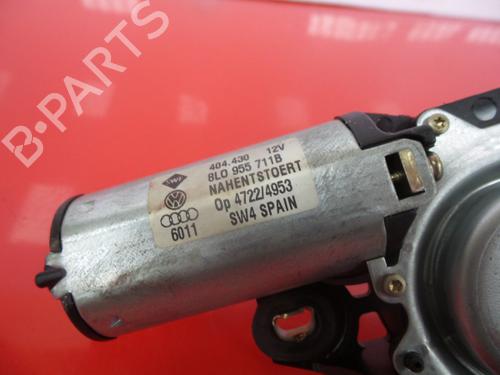 404.430 12V
8L0 955 711B
NAHENTSTOERT
Op 4722/4953
SW4 SPAIN
6011
B-PARTS